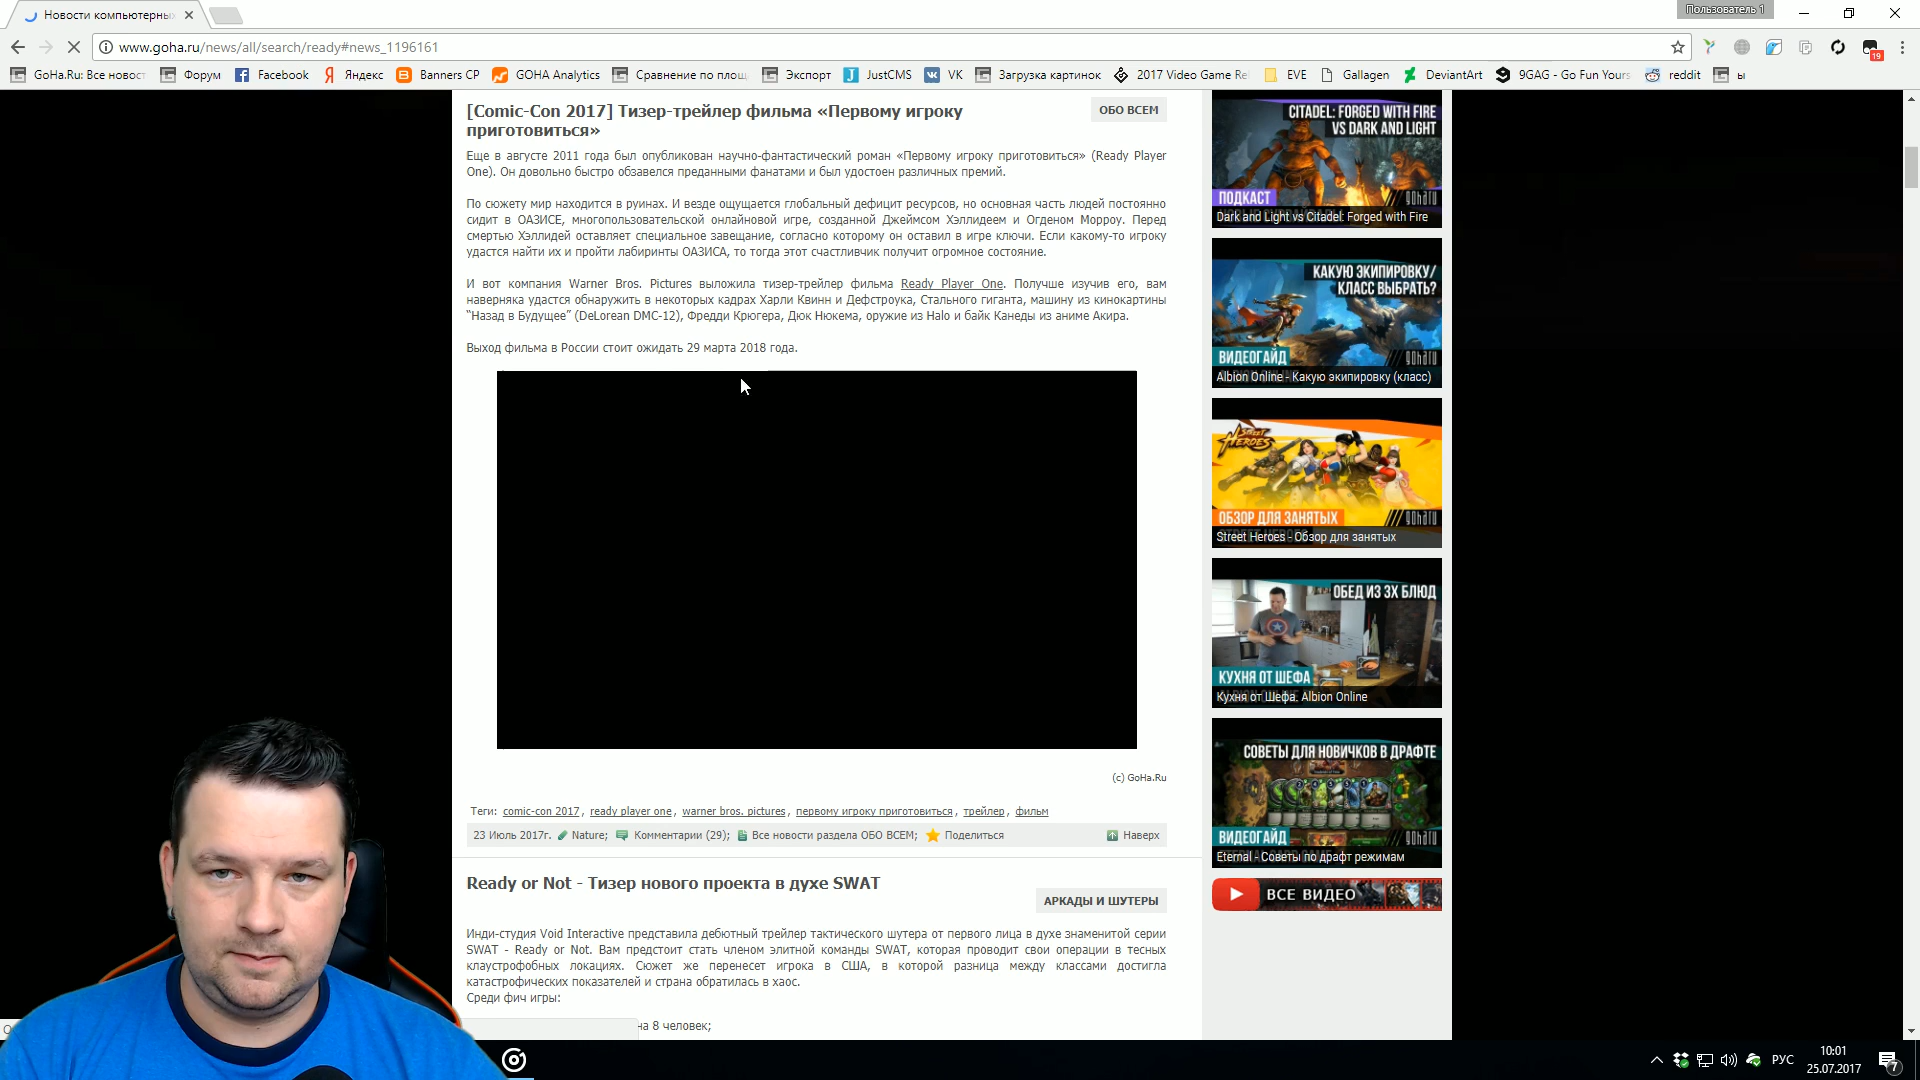 Пользователь 1
Новости компьютерных
www.goha.ru/news/all/search/ready#news_1196161
19
GoHa.Ru: Все новост
Форум
Facebook
Яндекс
Banners CP
GOHA Analytics
Сравнение по площ
Экспорт
JustCMS
VK
Загрузка картинок
2017 Video Game Rel
EVE
Gallagen
DeviantArt
9GAG - Go Fun Yours
reddit
ы
[Comic-Con 2017] Тизер-трейлер фильма «Первому игроку
приготовиться»
ОБО ВСЕМ
Еще в августе 2011 года был опубликован научно-фантастический роман «Первому игроку приготовиться» (Ready Player
One). Он довольно быстро обзавелся преданными фанатами и был удостоен различных премий.
По сюжету мир находится в руинах. И везде ощущается глобальный дефицит ресурсов, но основная часть людей постоянно
сидит в ОАЗИСЕ, многопользовательской онлайновой игре, созданной Джеймсом Хэллидеем и Огденом Морроу. Перед
смертью Хэллидей оставляет специальное завещание, согласно которому он оставил в игре ключи. Если какому-то игроку
удастся найти их и пройти лабиринты ОАЗИСА, то тогда этот счастливчик получит огромное состояние.
И вот компания Warner Bros. Pictures выложила тизер-трейлер фильма Ready Player One. Получше изучив его, вам
наверняка удастся обнаружить в некоторых кадрах Харли Квинн и Дефстроука, Стального гиганта, машину из кинокартины
"Назад в Будущее" (DeLorean DMC-12), Фредди Крюгера, Дюк Нюкема, оружие из Halo и байк Канеды из аниме Акира.
Выход фильма в России стоит ожидать 29 марта 2018 года.
(c) GoHa.Ru
Теги: comic-con 2017, ready player one, warner bros. pictures, первому игроку приготовиться, трейлер, фильм
23 Июль 2017г. Nature; Комментарии (29); Все новости раздела ОБО ВСЕМ; Поделиться Наверх
Ready or Not - Тизер нового проекта в духе SWAT
АРКАДЫ И ШУТЕРЫ
Инди-студия Void Interactive представила дебютный трейлер тактического шутера от первого лица в духе знаменитой серии
SWAT - Ready or Not. Вам предстоит стать членом элитной команды SWAT, которая проводит свои операции в тесных
клаустрофобных локациях. Сюжет же перенесет игрока в США, в которой разница между классами достигла
катастрофических показателей и страна обратилась в хаос.
Среди фич игры:
на 8 человек;
CITADEL: FORGED WITH FIRE
VS DARK AND LIGHT
ПОДКАСТ
Dark and Light vs Citadel: Forged with Fire
КАКУЮ ЭКИПИРОВКУ/
КЛАСС ВЫБРАТЬ?
ВИДЕОГАЙД
goharu
Albion Online - Какую экипировку (класс)
STREET
HEROES
ОБЗОР ДЛЯ ЗАНЯТЫХ
goharu
Street Heroes - Обзор для занятых
ОБЕД ИЗ 3Х БЛЮД
КУХНЯ ОТ ШЕФА
Кухня от Шефа. Albion Online
СОВЕТЫ ДЛЯ НОВИЧКОВ В ДРАФТЕ
ВИДЕОГАЙД
goharu
Eternal - Советы по драфт режимам
ВСЕ ВИДЕО
РУС
10:01
25.07.2017
7